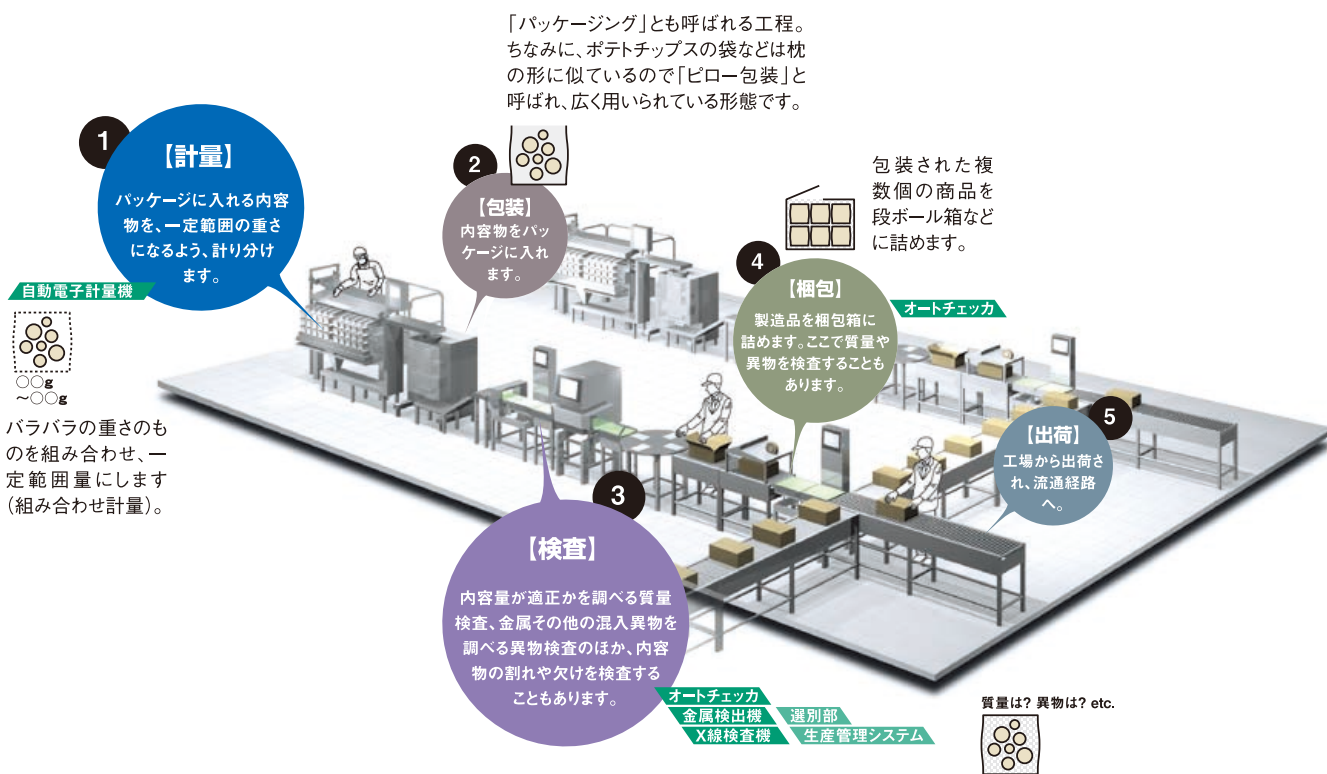 「パッケージング」とも呼ばれる工程。
ちなみに、ポテトチップスの袋などは枕
の形に似ているので「ピロー包装」と
呼ばれ、広く用いられている形態です。
1
【計量】
パッケージに入れる内容
物を、一定範囲の重さ
になるよう、計り分け
ます。
自動電子計量機
○○g
～○○g
バラバラの重さのも
のを組み合わせ、一
定範囲量にします
(組み合わせ計量)。
2
【包装】
内容物をパッ
ケージに入れ
ます。
包装された複
数個の商品を
段ボール箱など
に詰めます。
4
【梱包】
製造品を梱包箱に
詰めます。ここで質量や
異物を検査することも
あります。
オートチェッカ
5
【出荷】
工場から出荷さ
れ、流通経路
へ。
3
【検査】
内容量が適正かを調べる質量
検査、金属その他の混入異物を
調べる異物検査のほか、内容
物の割れや欠けを検査する
こともあります。
オートチェッカ
金属検出機 選別部
X線検査機 生産管理システム
質量は? 異物は? etc.